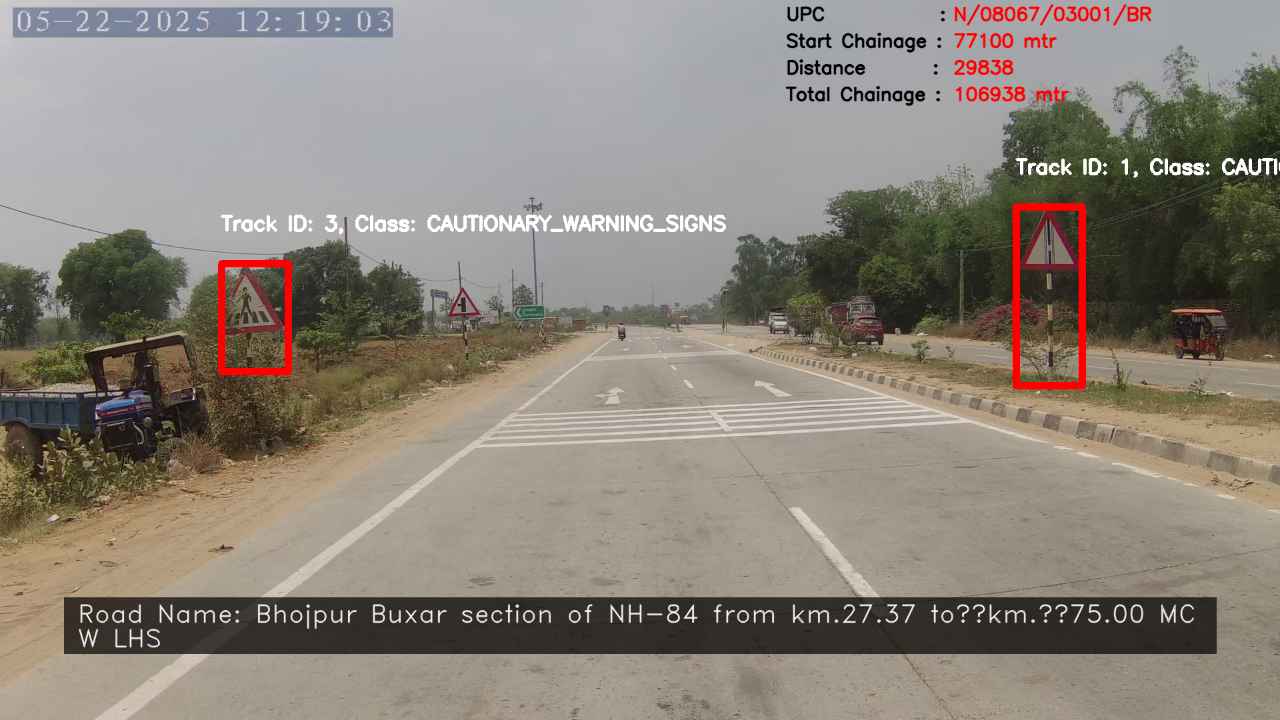 05-22-2025 12:19:03
UPC : N/08067/03001/BR
Start Chainage : 77100 mtr
Distance : 29838
Total Chainage : 106938 mtr
Track ID: 1, Class: CAUTIO
Track ID: 3, Class: CAUTIONARY_WARNING_SIGNS
Road Name: Bhojpur Buxar section of NH-84 from km.27.37 to??km.??75.00 MC
W LHS